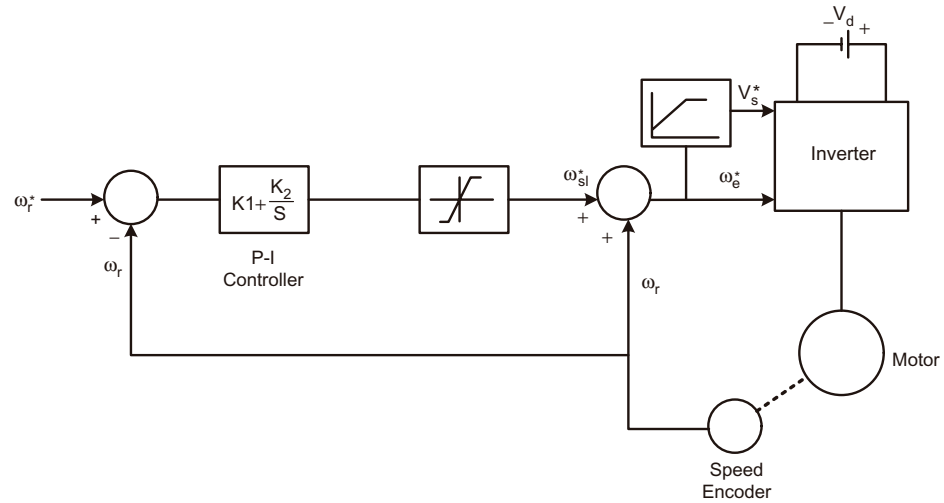 − V_d +
V_s^*
Inverter
ω_sl^*
ω_e^*
ω_r^*
K1+ K_2/S
+
−
+
+
ω_r
P-I
Controller
ω_r
Motor
Speed
Encoder